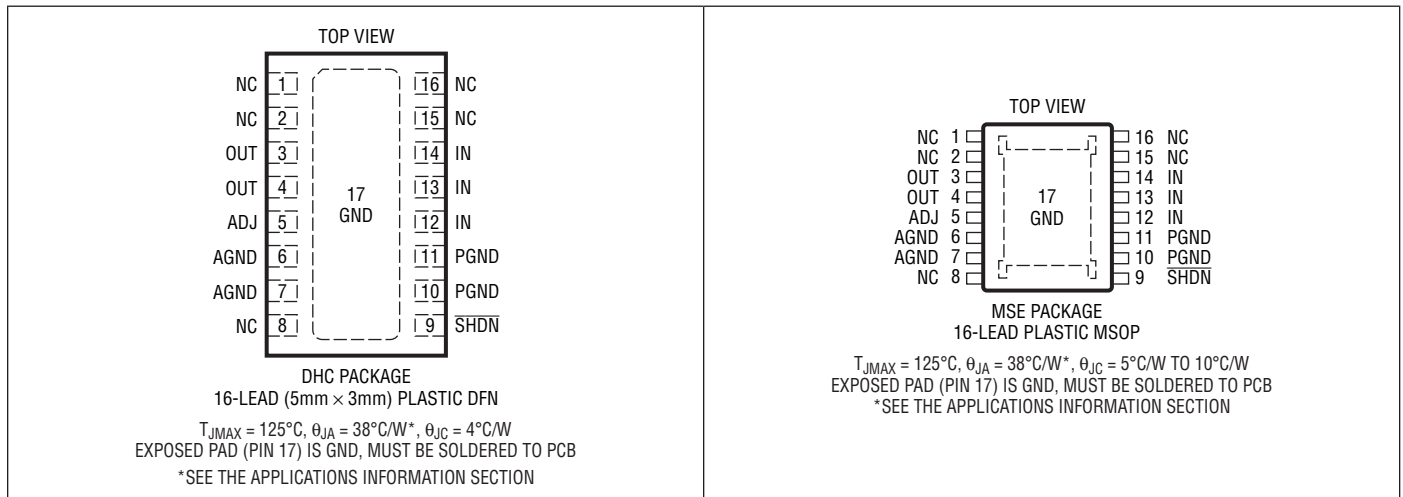 TOP VIEW
NC 1 16 NC
NC 2 15 NC
OUT 3 14 IN
OUT 4 13 IN
ADJ 5 12 IN
AGND 6 11 PGND
AGND 7 10 PGND
NC 8 9 SHDN
17
GND
DHC PACKAGE
16-LEAD (5mm × 3mm) PLASTIC DFN
TJMAX = 125°C, θJA = 38°C/W*, θJC = 4°C/W
EXPOSED PAD (PIN 17) IS GND, MUST BE SOLDERED TO PCB
*SEE THE APPLICATIONS INFORMATION SECTION
TOP VIEW
NC 1 16 NC
NC 2 15 NC
OUT 3 14 IN
OUT 4 13 IN
ADJ 5 12 IN
AGND 6 11 PGND
AGND 7 10 PGND
NC 8 9 SHDN
17
GND
MSE PACKAGE
16-LEAD PLASTIC MSOP
TJMAX = 125°C, θJA = 38°C/W*, θJC = 5°C/W TO 10°C/W
EXPOSED PAD (PIN 17) IS GND, MUST BE SOLDERED TO PCB
*SEE THE APPLICATIONS INFORMATION SECTION